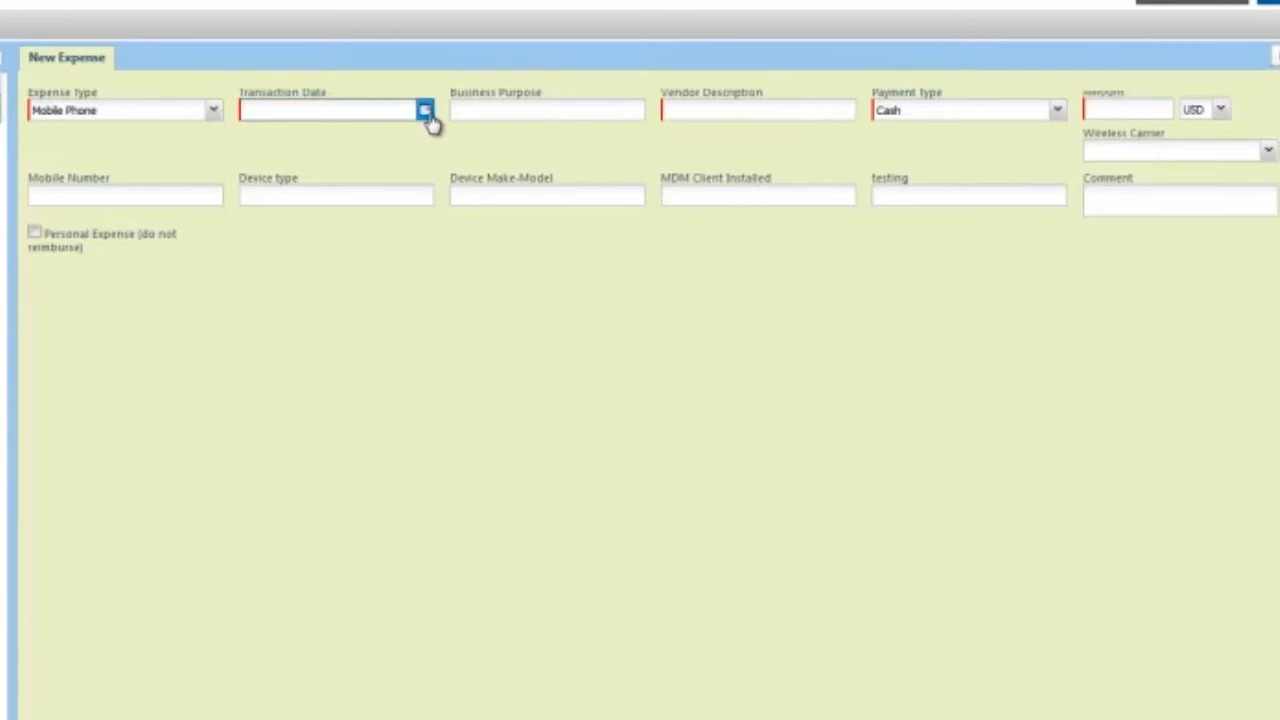 New Expense
Expense Type
Transaction Date
Business Purpose
Vendor Description
Payment Type
Amount
Mobile Phone
Cash
USD
Wireless Carrier
Mobile Number
Device type
Device Make-Model
MDM Client Installed
testing
Comment
Personal Expense (do not
reimburse)